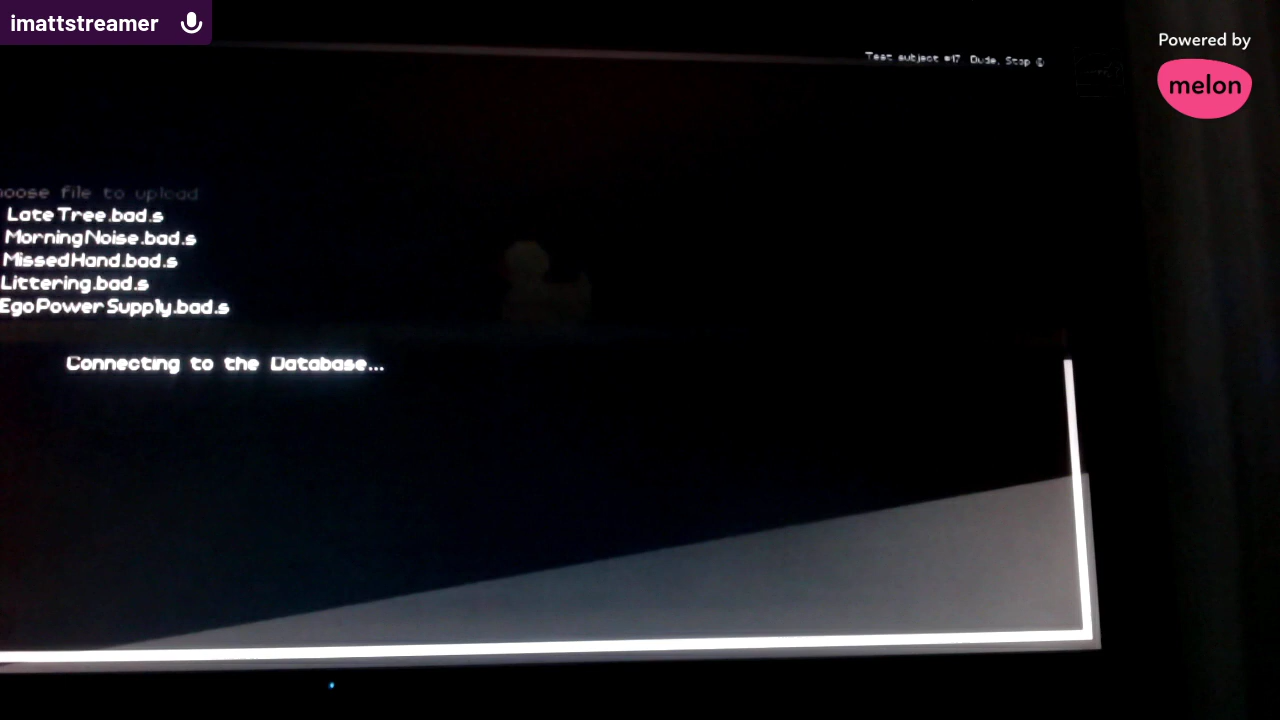 imattstreamer
Powered by
melon
Test subject #17 Dude, Stop
hoose file to upload
LateTree.bad.s
MorningNoise.bad.s
MissedHand.bad.s
Littering.bad.s
EgoPowerSupply.bad.s
Connecting to the Database...